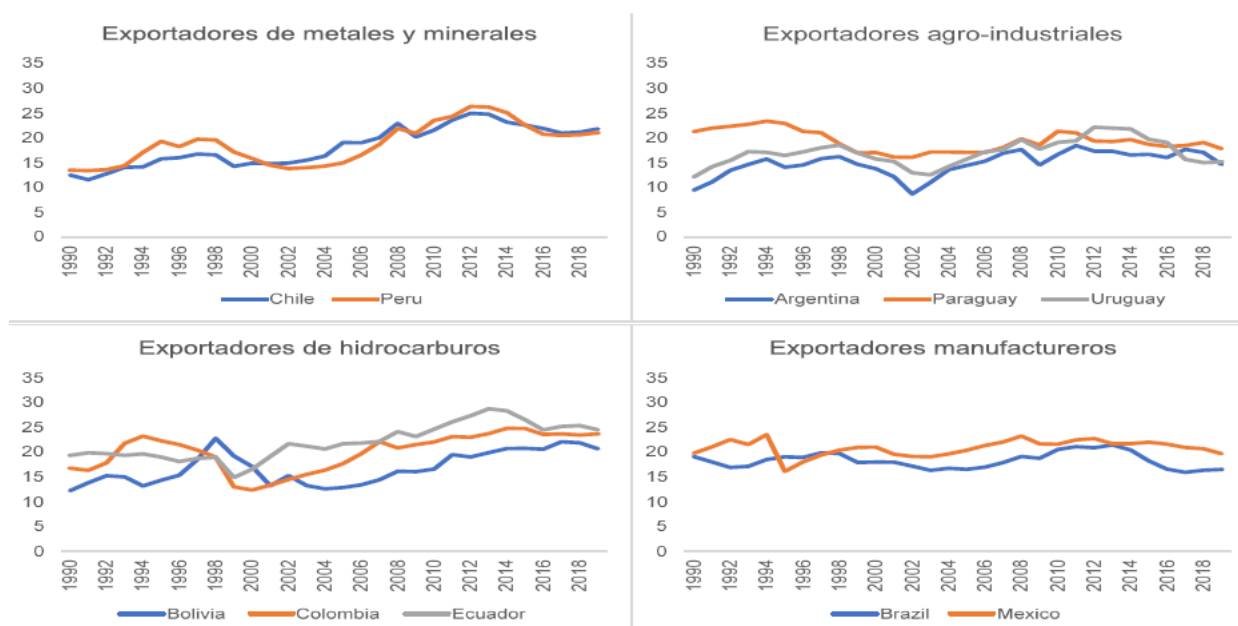 Exportadores de metales y minerales
35
30
25
20
15
10
5
0
1990 1992 1994 1996 1998 2000 2002 2004 2006 2008 2010 2012 2014 2016 2018
Chile Peru
Exportadores agro-industriales
35
30
25
20
15
10
5
0
1990 1992 1994 1996 1998 2000 2002 2004 2006 2008 2010 2012 2014 2016 2018
Argentina Paraguay Uruguay
Exportadores de hidrocarburos
35
30
25
20
15
10
5
0
1990 1992 1994 1996 1998 2000 2002 2004 2006 2008 2010 2012 2014 2016 2018
Bolivia Colombia Ecuador
Exportadores manufactureros
35
30
25
20
15
10
5
0
1990 1992 1994 1996 1998 2000 2002 2004 2006 2008 2010 2012 2014 2016 2018
Brazil Mexico